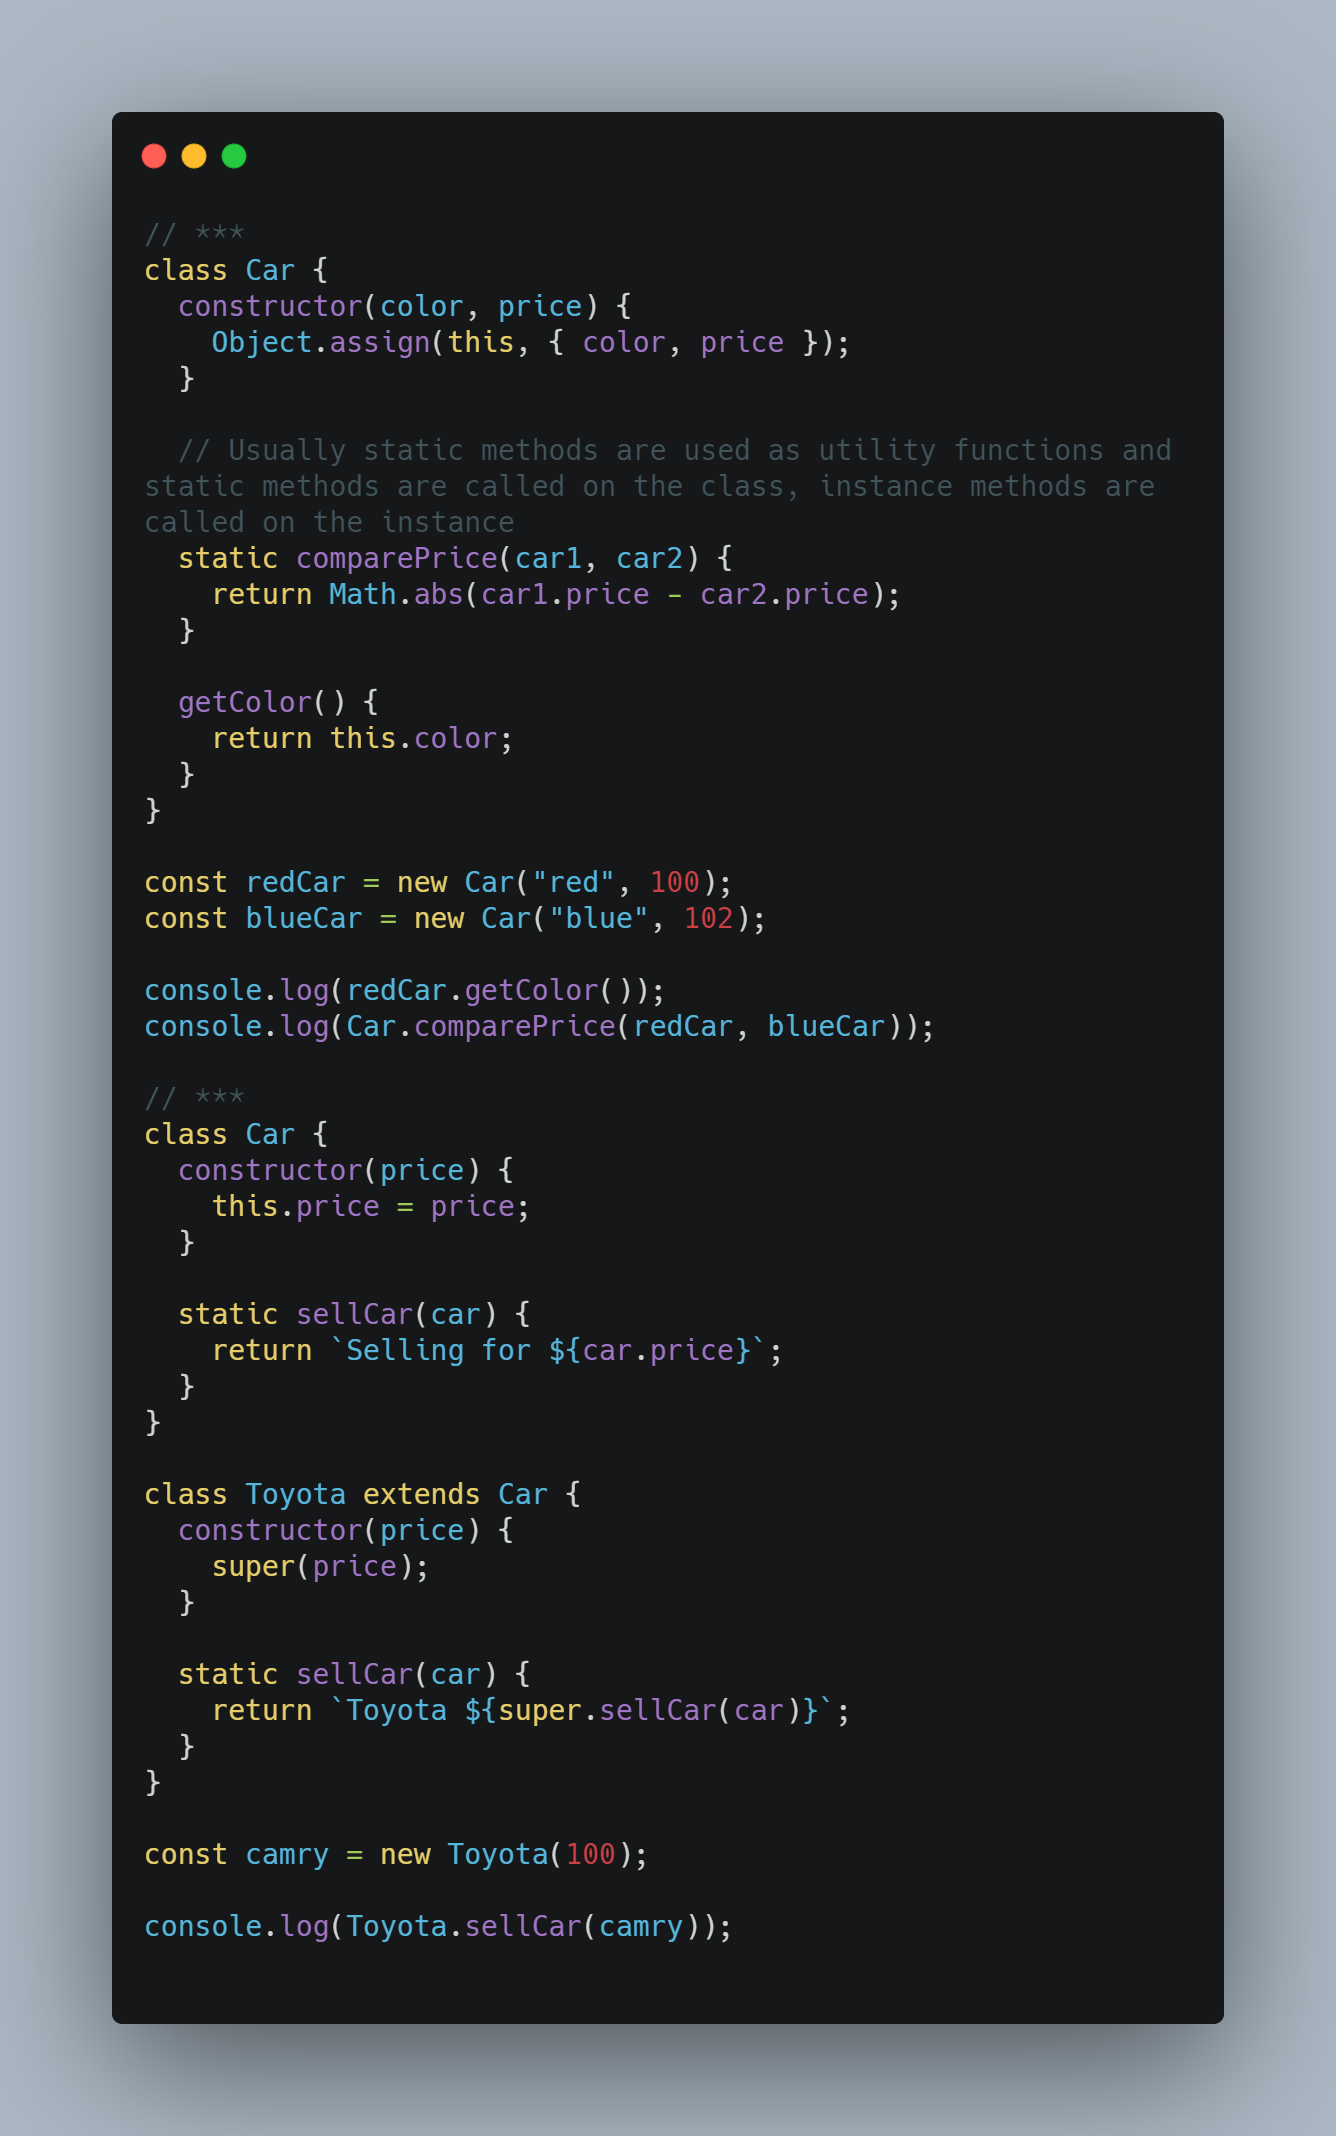 // ***
class Car {
  constructor(color, price) {
    Object.assign(this, { color, price });
  }

  // Usually static methods are used as utility functions and
static methods are called on the class, instance methods are
called on the instance
  static comparePrice(car1, car2) {
    return Math.abs(car1.price - car2.price);
  }

  getColor() {
    return this.color;
  }
}

const redCar = new Car("red", 100);
const blueCar = new Car("blue", 102);

console.log(redCar.getColor());
console.log(Car.comparePrice(redCar, blueCar));

// ***
class Car {
  constructor(price) {
    this.price = price;
  }

  static sellCar(car) {
    return `Selling for ${car.price}`;
  }
}

class Toyota extends Car {
  constructor(price) {
    super(price);
  }

  static sellCar(car) {
    return `Toyota ${super.sellCar(car)}`;
  }
}

const camry = new Toyota(100);

console.log(Toyota.sellCar(camry));